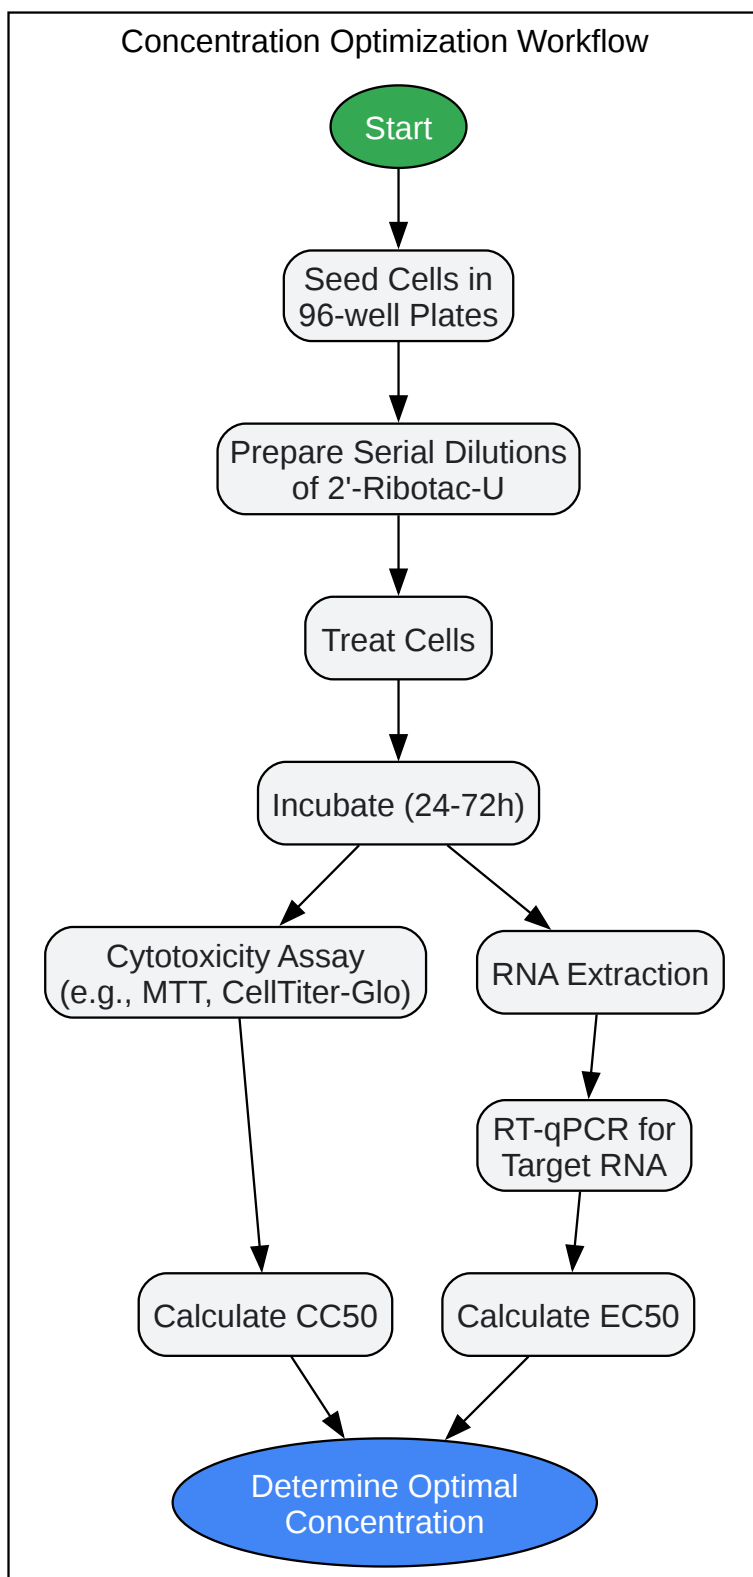 Concentration Optimization Workflow
Start
Seed Cells in
96-well Plates
Prepare Serial Dilutions
of 2'-Ribotac-U
Treat Cells
Incubate (24-72h)
Cytotoxicity Assay
(e.g., MTT, CellTiter-Glo)
RNA Extraction
RT-qPCR for
Target RNA
Calculate CC50
Calculate EC50
Determine Optimal
Concentration